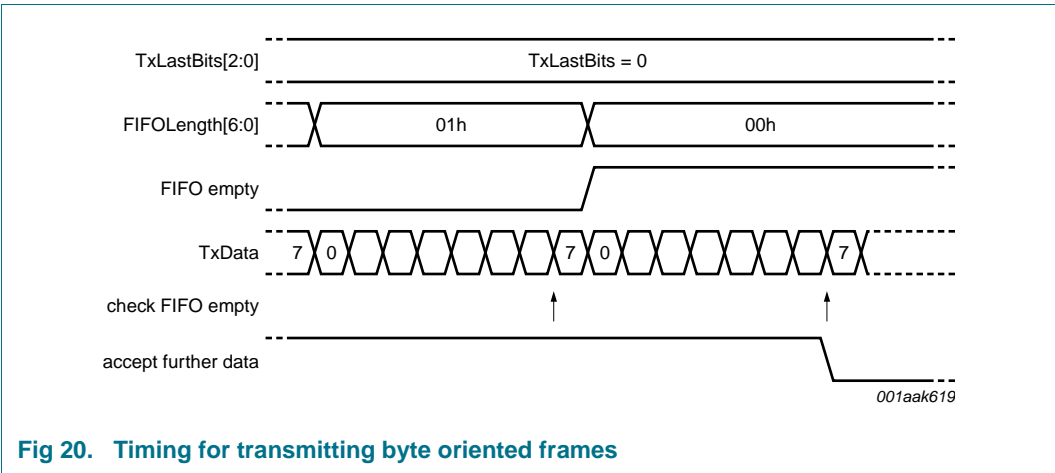 TxLastBits[2:0] TxLastBits = 0
FIFOLength[6:0] 01h 00h
FIFO empty
TxData 7 0 7 0 7
check FIFO empty
accept further data
001aak619
Fig 20. Timing for transmitting byte oriented frames